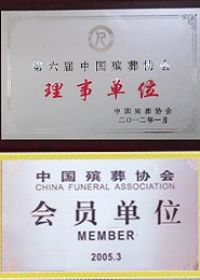 R
第六届中国殡葬协会
理事单位
中国殡葬协会
二〇一二年一月
中国殡葬协会
CHINA FUNERAL ASSOCIATION
会员单位
MEMBER
2005.3